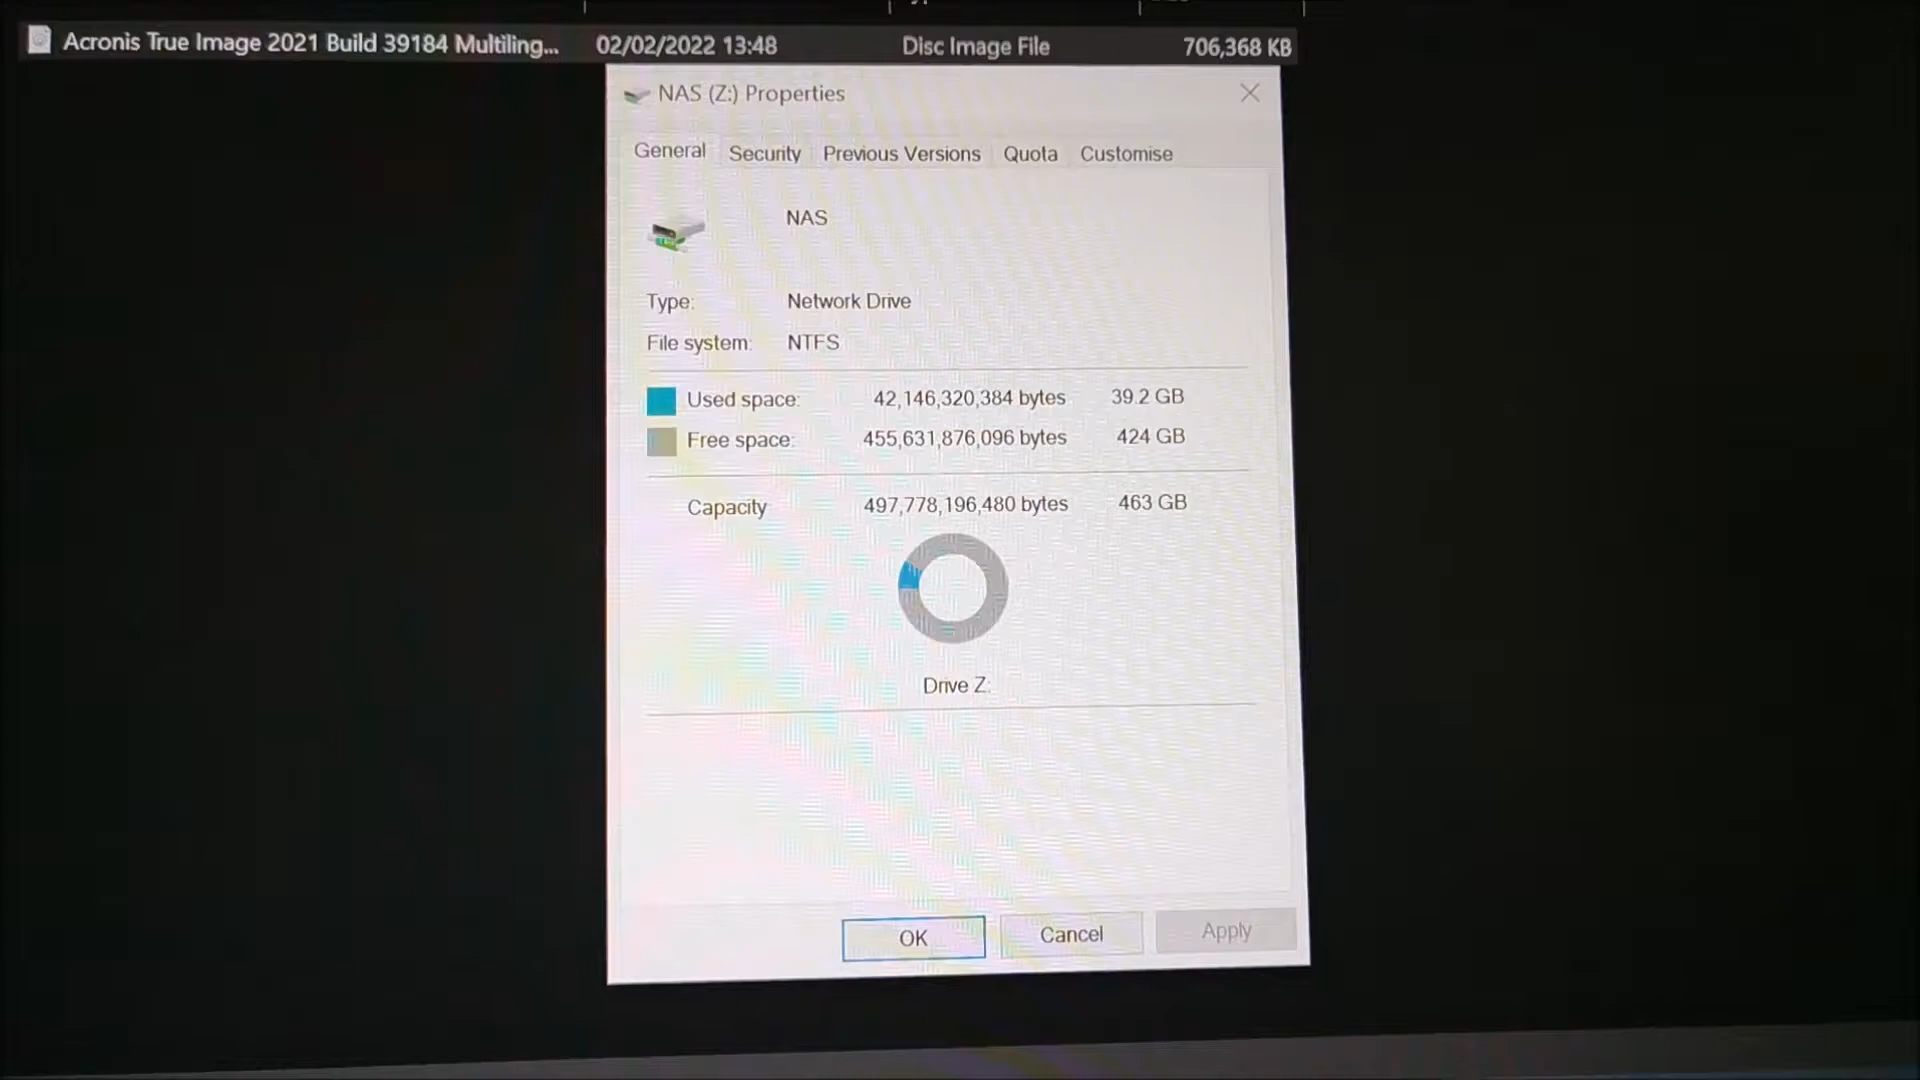 Acronis True Image 2021 Build 39184 Multiling... 02/02/2022 13:48 Disc Image File 706,368 KB
NAS (Z:) Properties
General Security Previous Versions Quota Customise
NAS
Type: Network Drive
File system: NTFS
Used space: 42,146,320,384 bytes 39.2 GB
Free space: 455,631,876,096 bytes 424 GB
Capacity 497,778,196,480 bytes 463 GB
Drive Z:
OK Cancel Apply